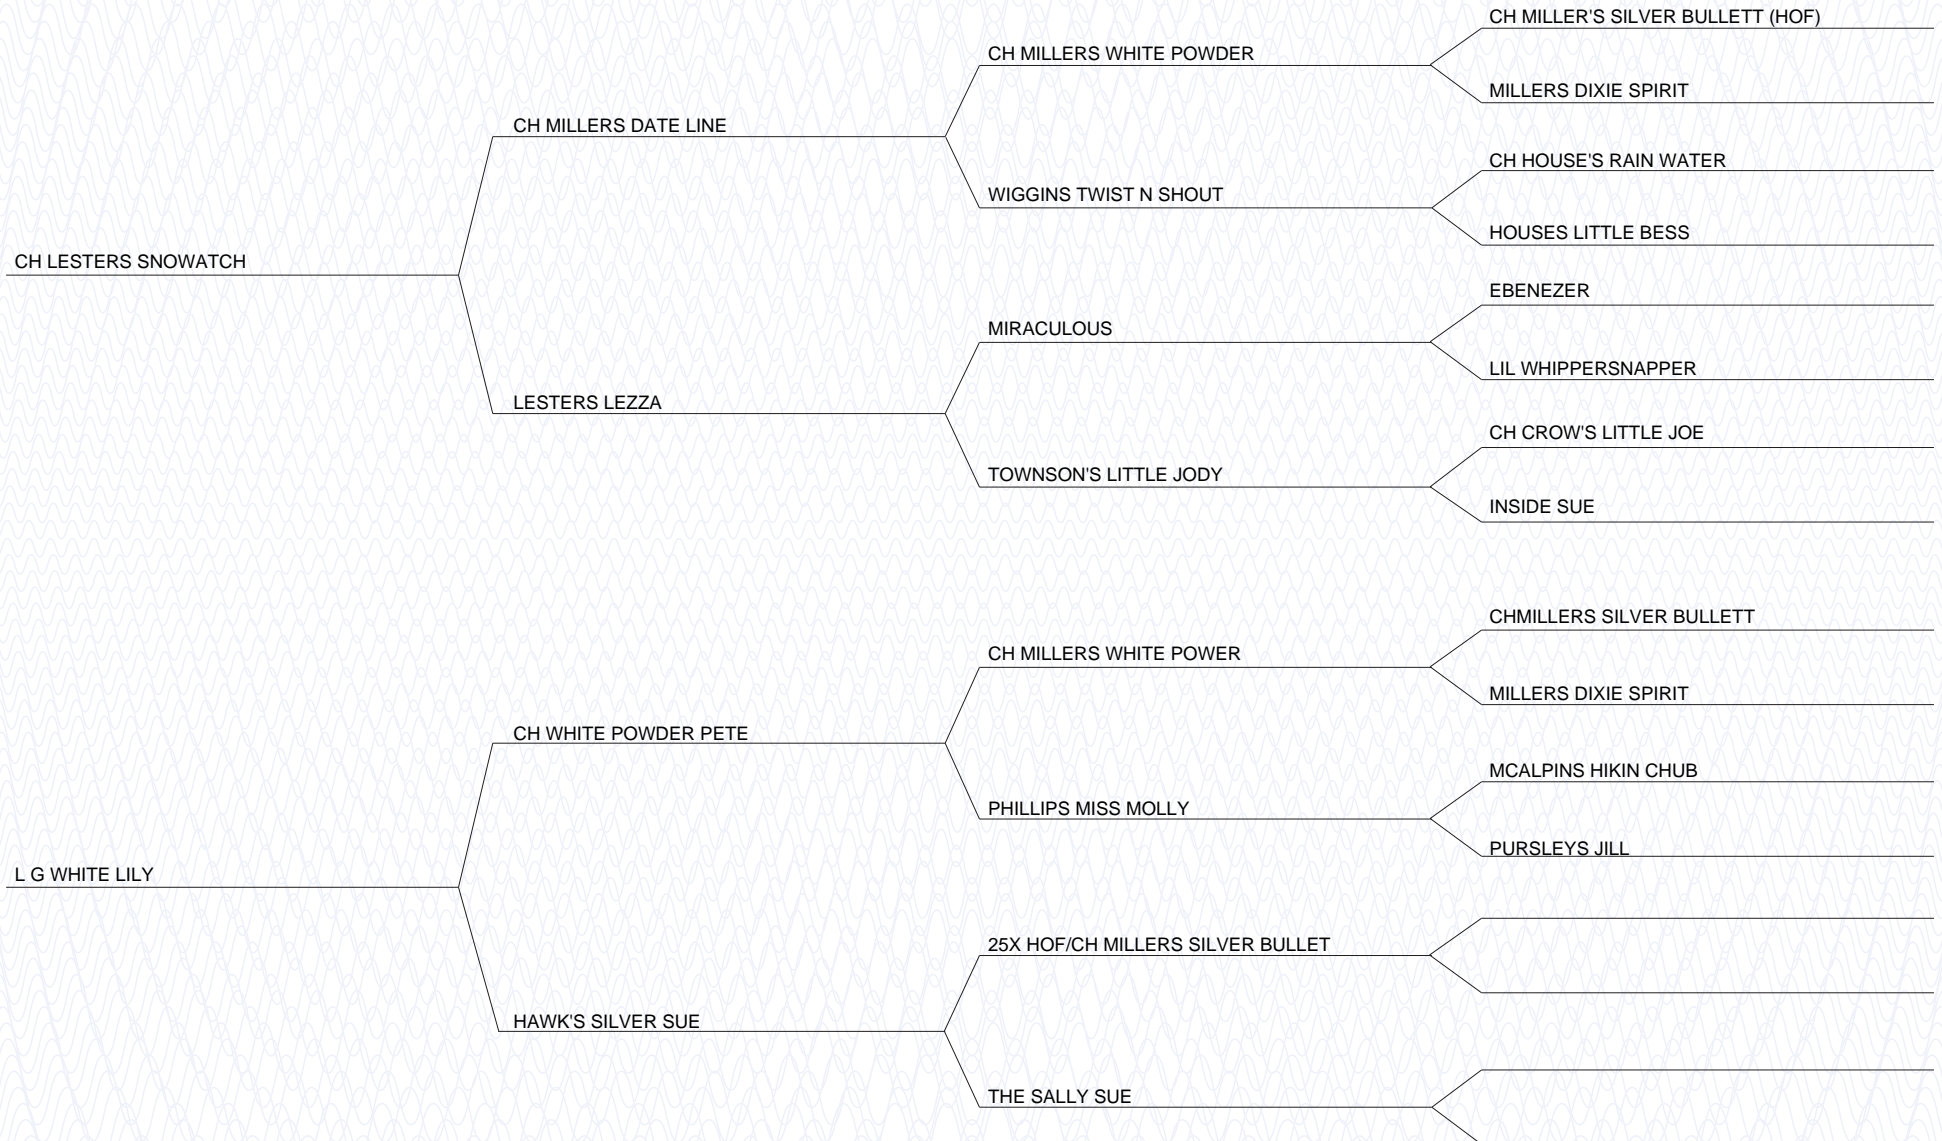 CH MILLER'S SILVER BULLETT (HOF)
CH MILLERS WHITE POWDER
MILLERS DIXIE SPIRIT
CH MILLERS DATE LINE
CH HOUSE'S RAIN WATER
WIGGINS TWIST N SHOUT
HOUSES LITTLE BESS
CH LESTERS SNOWATCH
EBENEZER
MIRACULOUS
LIL WHIPPERSNAPPER
LESTERS LEZZA
CH CROW'S LITTLE JOE
TOWNSON'S LITTLE JODY
INSIDE SUE
CHMILLERS SILVER BULLETT
CH MILLERS WHITE POWER
MILLERS DIXIE SPIRIT
CH WHITE POWDER PETE
MCALPINS HIKIN CHUB
PHILLIPS MISS MOLLY
PURSLEYS JILL
L G WHITE LILY
25X HOF/CH MILLERS SILVER BULLET
HAWK'S SILVER SUE
THE SALLY SUE